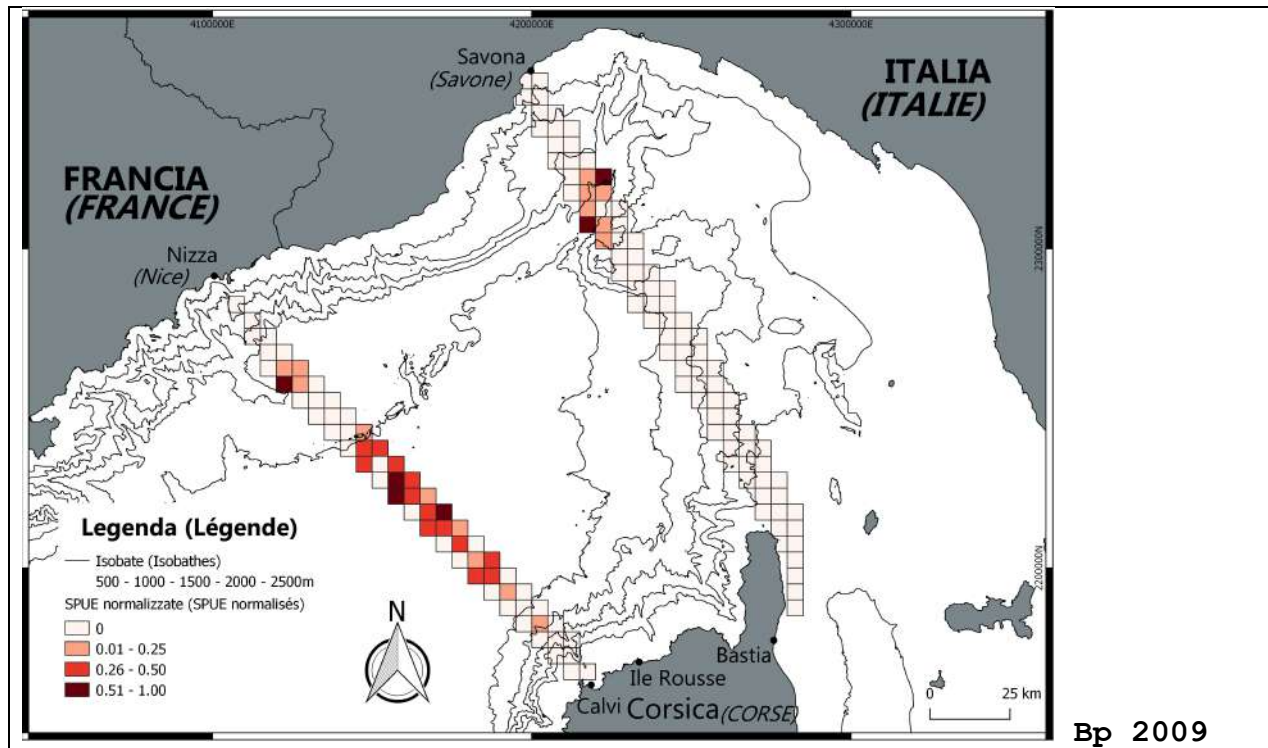 4100000E
4200000E
4300000E
Savona
(Savone)
ITALIA
(ITALIE)
FRANCIA
(FRANCE)
Nizza
(Nice)
2300000N
Legenda (Légende)
Isobate (Isobathes)
500 - 1000 - 1500 - 2000 - 2500m
SPUE normalizzate (SPUE normalisés)
0
0.01 - 0.25
0.26 - 0.50
0.51 - 1.00
N
2200000N
Bastia
Ile Rousse
Calvi Corsica (CORSE)
0 25 km
Bp 2009